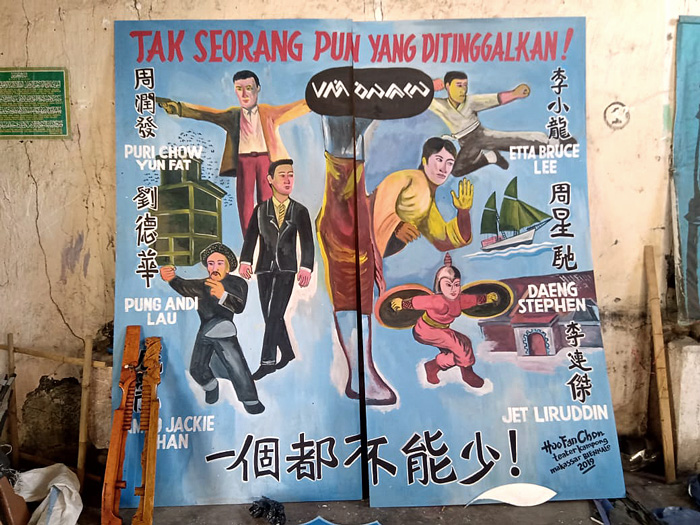 TAK SEORANG PUN YANG DITINGGALKAN!
周潤發
PURI CHOW
YUN FAT
劉德華
PUNG ANDI
LAU
JACKIE
HAN
李小龍
ETTA BRUCE
LEE
周星馳
DAENG
STEPHEN
李連傑
JET LIRUDDIN
一個都不能少!
HooFanChon
teaterkampong
makassar BIENNALE
2019